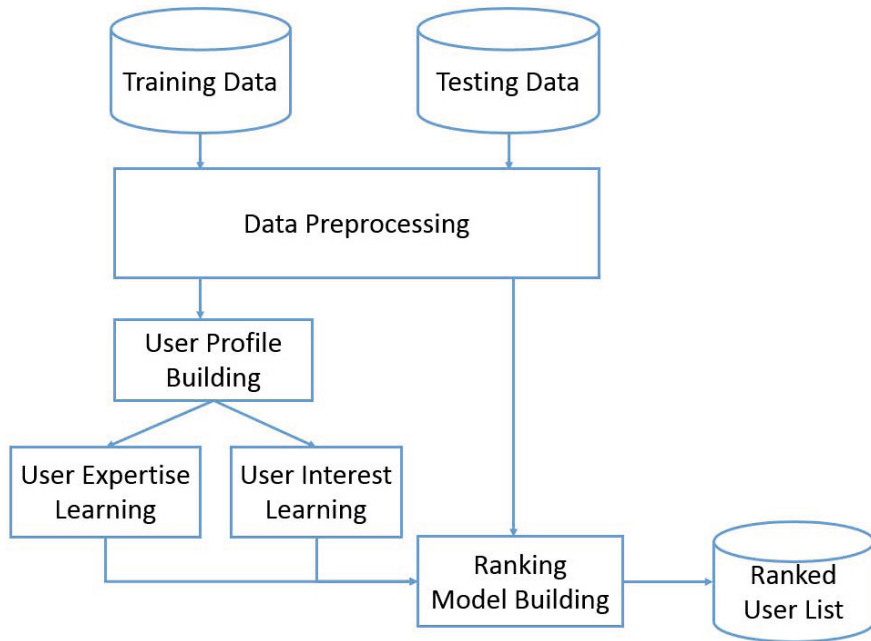 Training Data
Testing Data
Data Preprocessing
User Profile
Building
User Expertise
Learning
User Interest
Learning
Ranking
Model Building
Ranked
User List